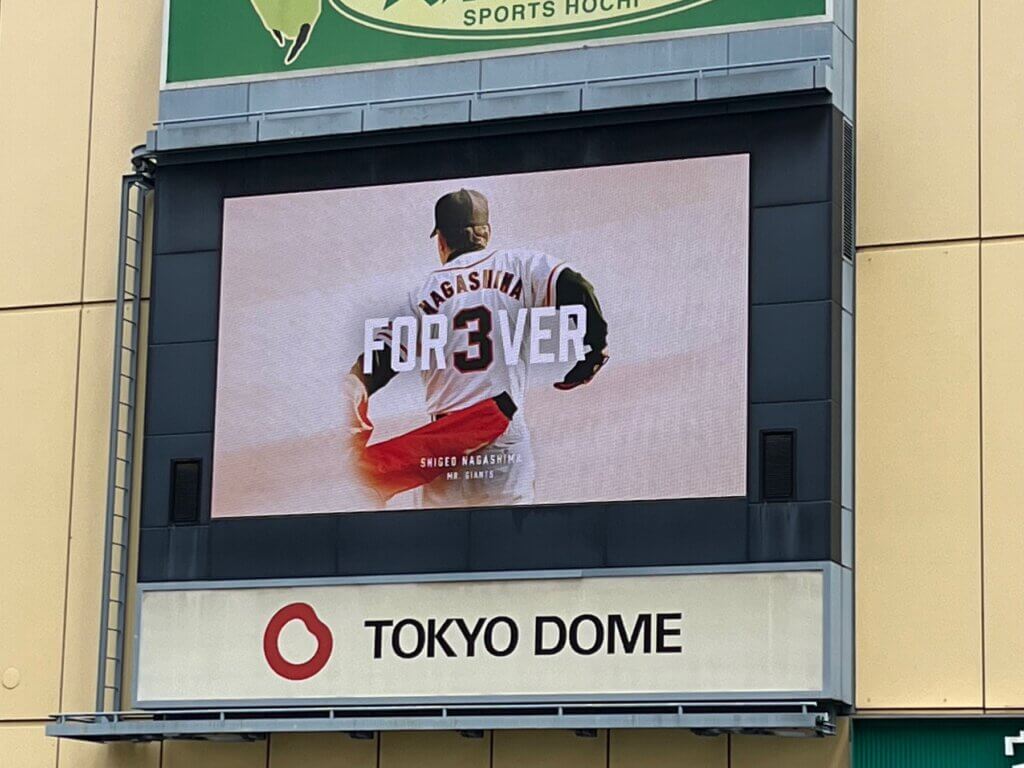 SPORTS HOCHI
NAGASHIMA
FOR3VER
SHIGEO NAGASHIMA
MR. GIANTS
TOKYO DOME